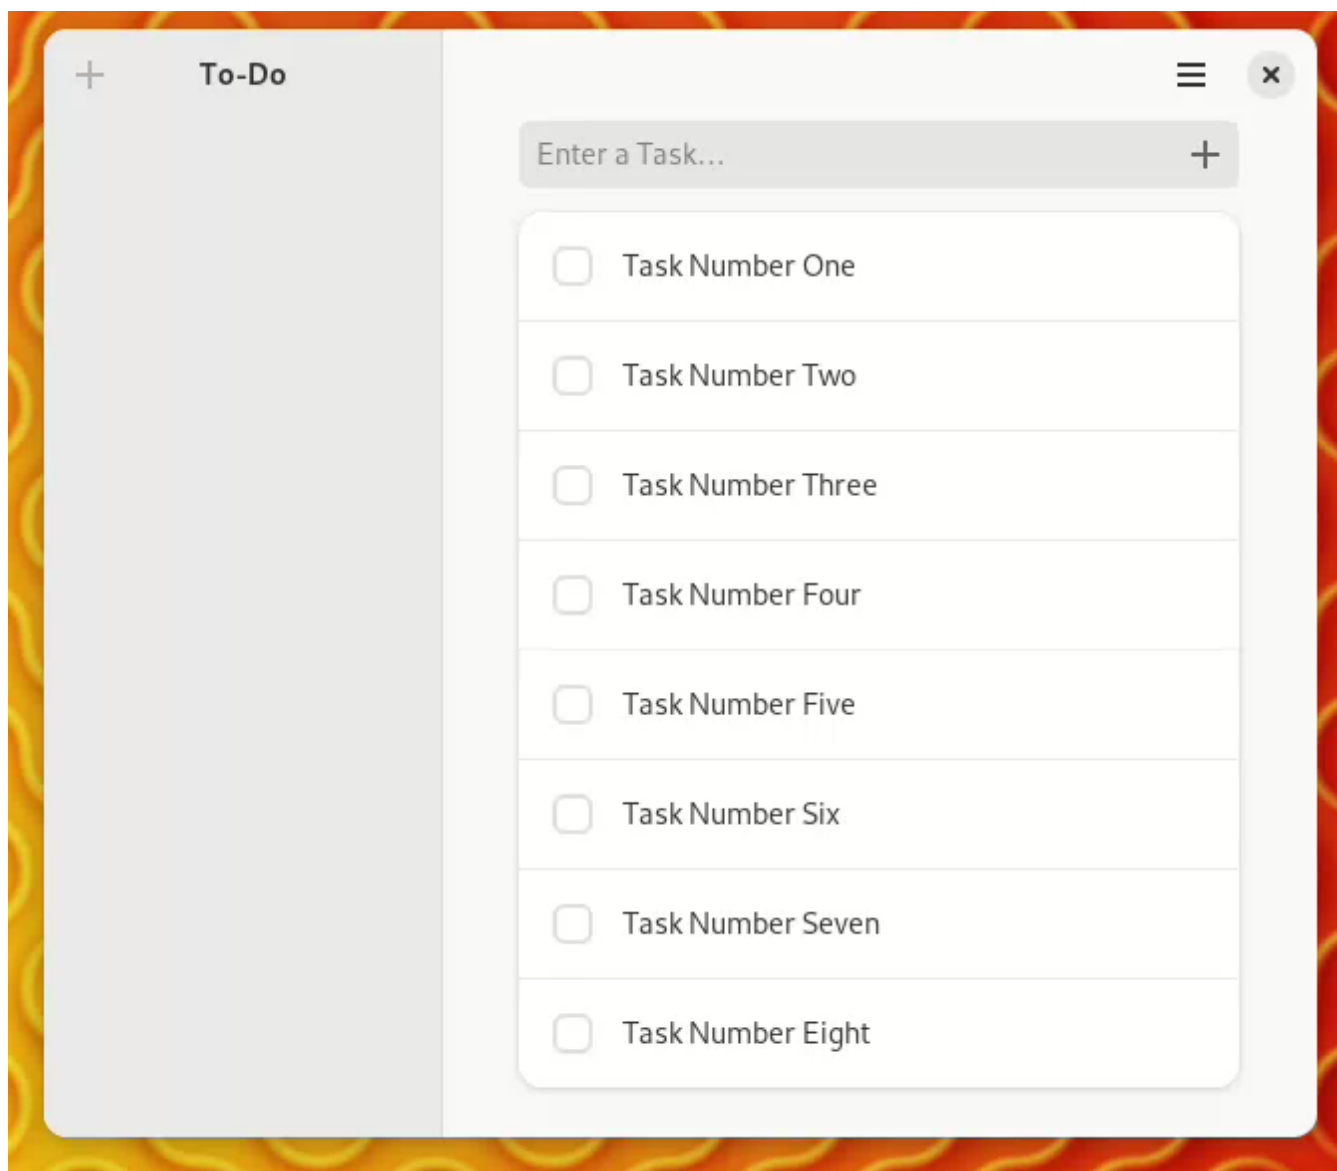 To-Do
Enter a Task...
Task Number One
Task Number Two
Task Number Three
Task Number Four
Task Number Five
Task Number Six
Task Number Seven
Task Number Eight